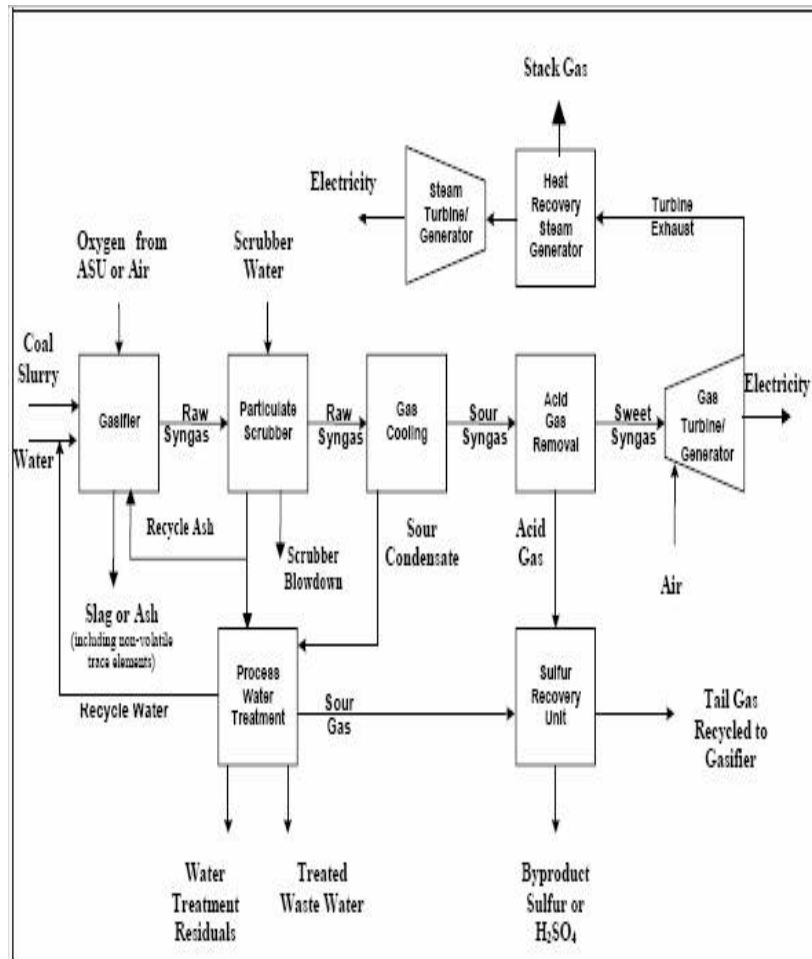 Stack Gas
Electricity
Steam
Turbine/
Generator
Heat
Recovery
Steam
Generator
Turbine
Exhaust
Oxygen from
ASU or Air
Scrubber
Water
Coal
Slurry
Water
Gasifier
Raw
Syngas
Particulate
Scrubber
Raw
Syngas
Gas
Cooling
Sour
Syngas
Acid
Gas
Removal
Sweet
Syngas
Gas
Turbine/
Generator
Electricity
Recycle Ash
Scrubber
Blowdown
Sour
Condensate
Acid
Gas
Air
Slag or Ash
(including non-volatile
trace elements)
Recycle Water
Process
Water
Treatment
Sour
Gas
Sulfur
Recovery
Unit
Tail Gas
Recycled to
Gasifier
Water
Treatment
Residuals
Treated
Waste Water
Byproduct
Sulfur or
H₂SO₄